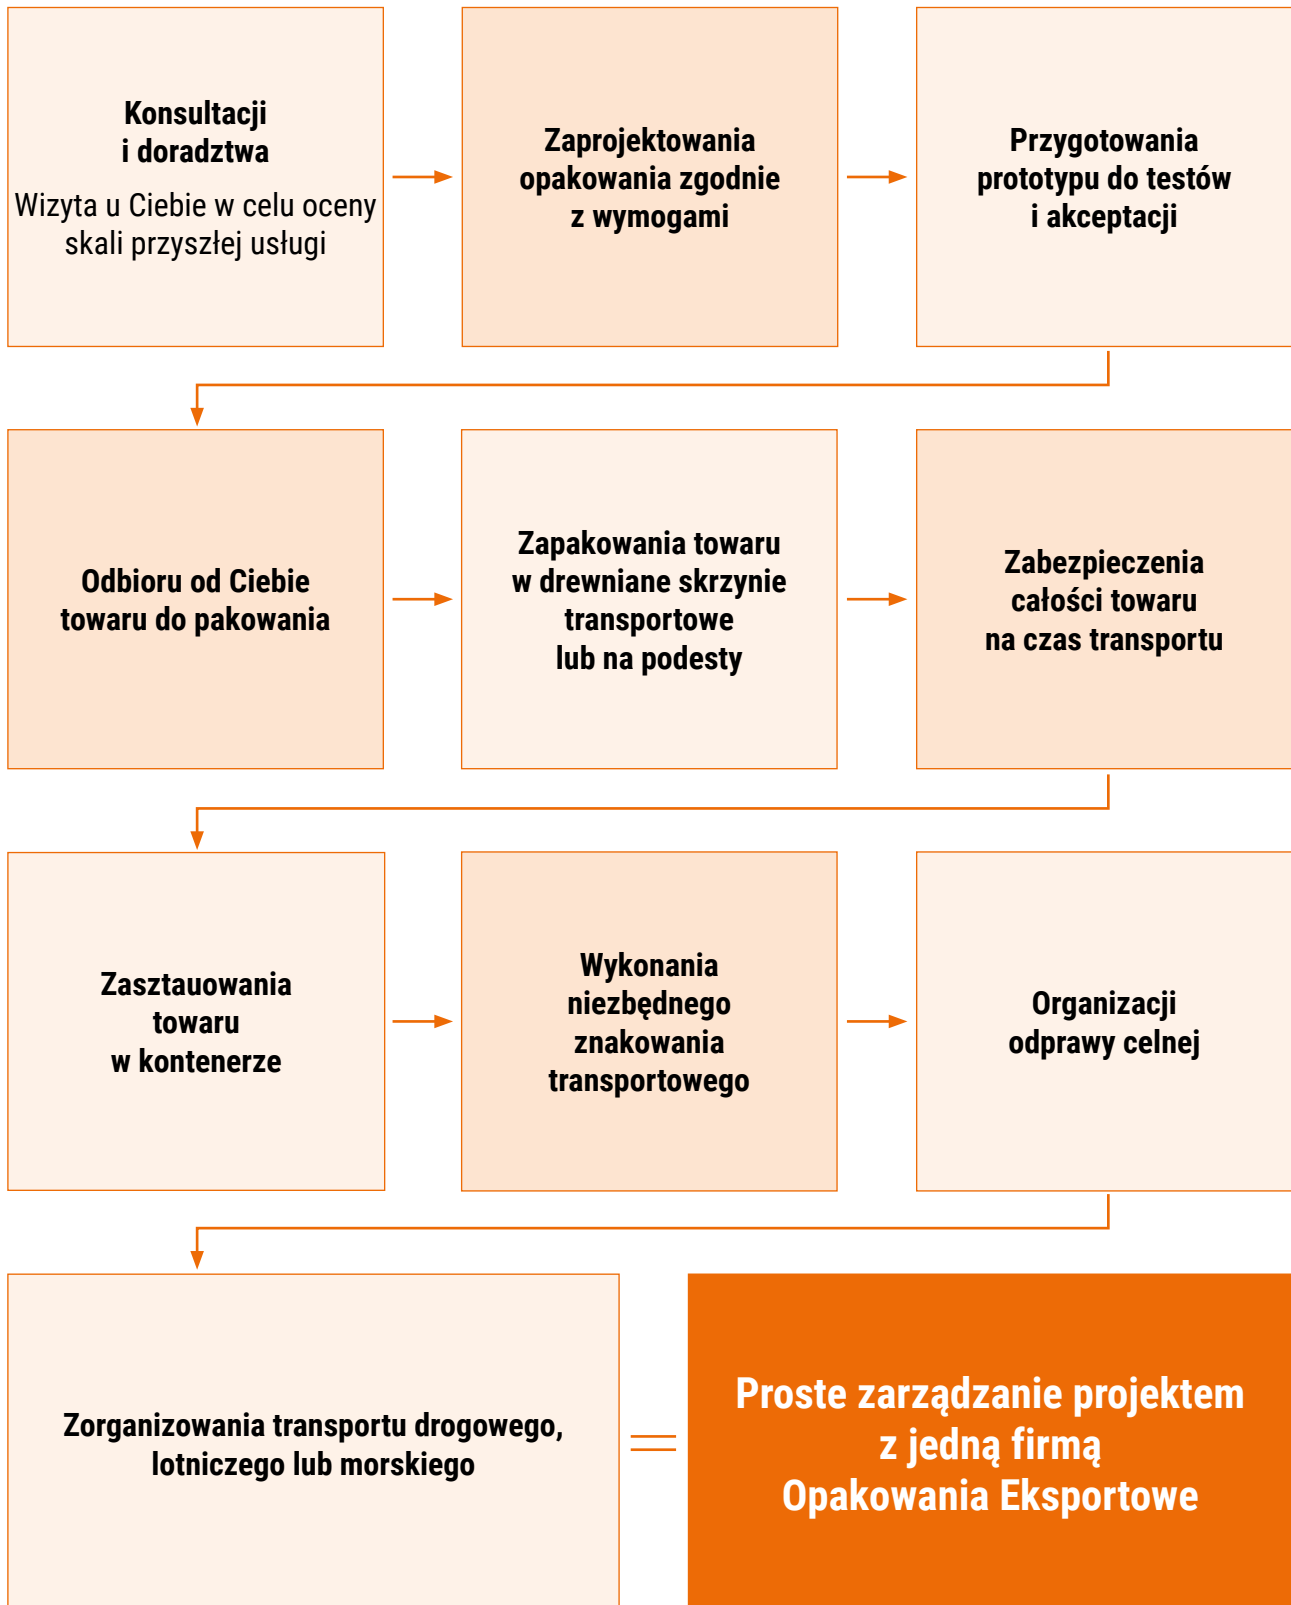 Konsultacji
i doradztwa
Wizyta u Ciebie w celu oceny
skali przyszłej usługi
Zaprojektowania
opakowania zgodnie
z wymogami
Przygotowania
prototypu do testów
i akceptacji
Odbioru od Ciebie
towaru do pakowania
Zapakowania towaru
w drewniane skrzynie
transportowe
lub na podesty
Zabezpieczenia
całości towaru
na czas transportu
Zasztauowania
towaru
w kontenerze
Wykonania
niezbędnego
znakowania
transportowego
Organizacji
odprawy celnej
Zorganizowania transportu drogowego,
lotniczego lub morskiego
Proste zarządzanie projektem
z jedną firmą
Opakowania Eksportowe